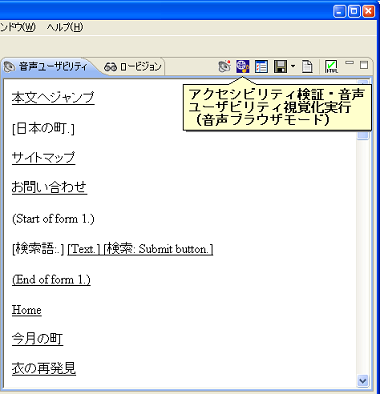 ンドウ(W) ヘルプ(H)
音声ユーザビリティ ロービジョン
HTML
アクセシビリティ検証・音声
ユーザビリティ視覚化実行
(音声ブラウザモード)
本文へジャンプ
[日本の町.]
サイトマップ
お問い合わせ
(Start of form 1.)
[検索語:.] [Text.] [検索: Submit button.]
(End of form 1.)
Home
今月の町
衣の再発見